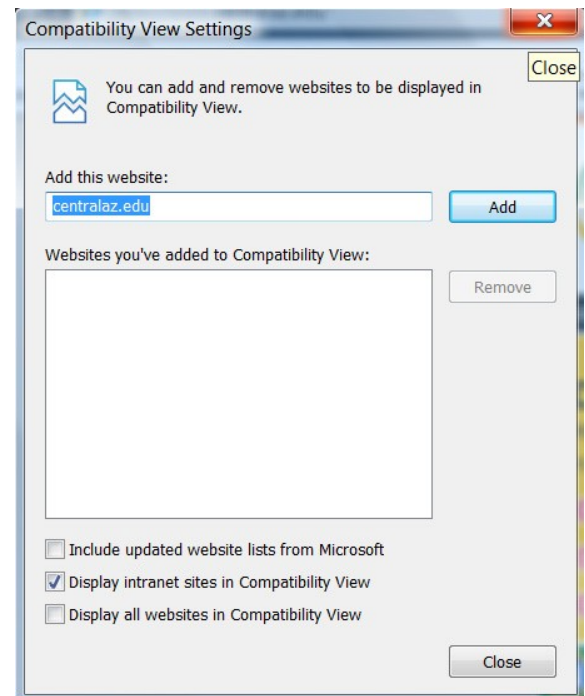 Compatibility View Settings
Close
You can add and remove websites to be displayed in
Compatibility View.
Add this website:
centralaz.edu
Add
Websites you've added to Compatibility View:
Remove
Include updated website lists from Microsoft
Display intranet sites in Compatibility View
Display all websites in Compatibility View
Close